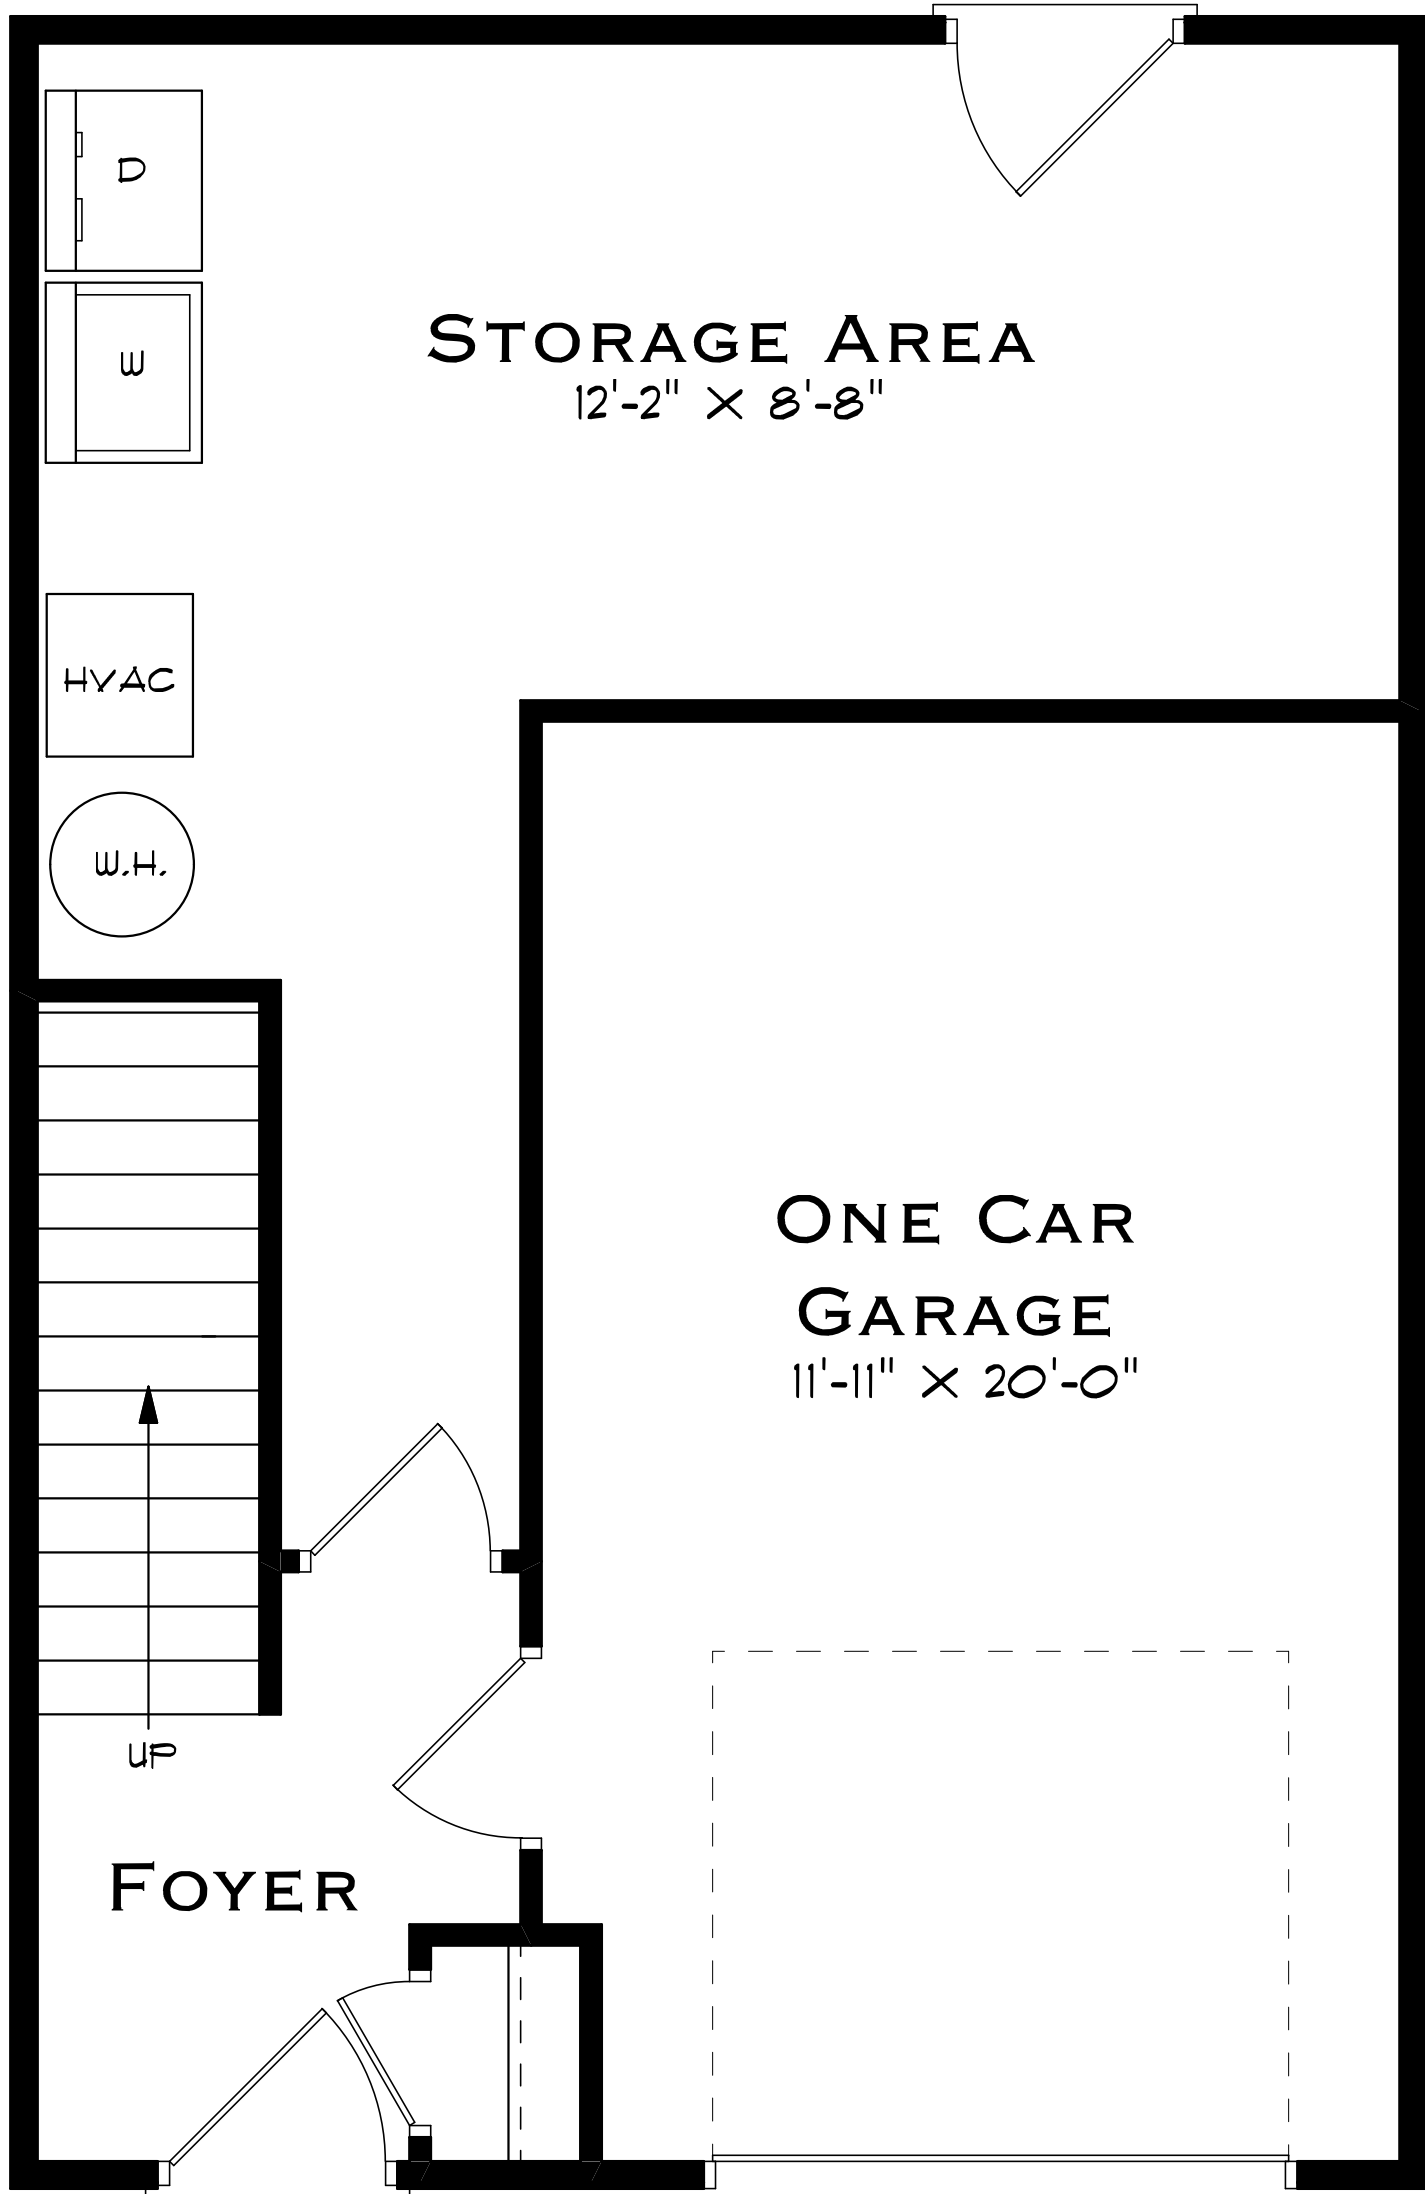 D
W
STORAGE AREA
12'-2" X 8'-8"
HVAC
W.H.
ONE CAR
GARAGE
11'-11" X 20'-0"
UP
FOYER